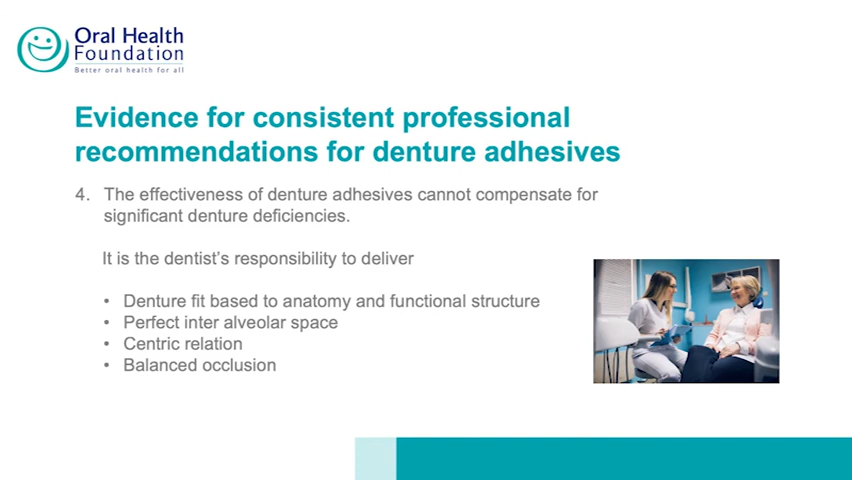 Oral Health
Foundation
Better oral health for all
Evidence for consistent professional
recommendations for denture adhesives
4. The effectiveness of denture adhesives cannot compensate for
significant denture deficiencies.
It is the dentist's responsibility to deliver
• Denture fit based to anatomy and functional structure
• Perfect inter alveolar space
• Centric relation
• Balanced occlusion